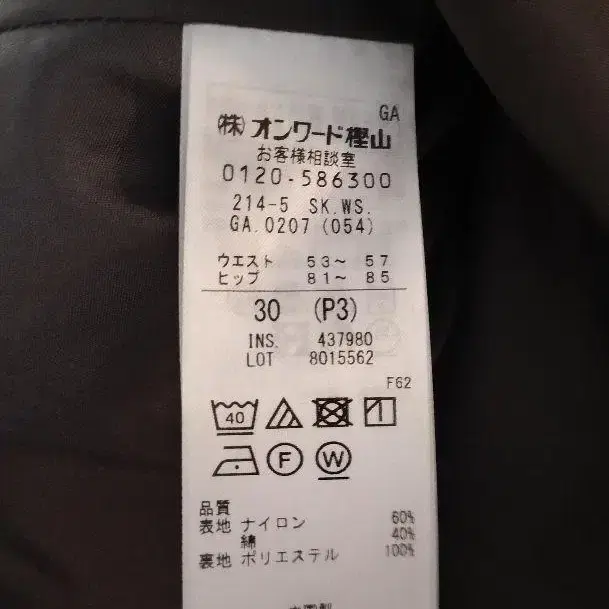 GA
㈱オンワード樫山
お客様相談室
0120-586300
214-5 SK.WS.
GA.0207 (054)
ウエスト 53～ 57
ヒップ 81～ 85
30 (P3)
INS. 437980
LOT 8015562
F62
40
F W
品質
表地 ナイロン 60%
綿 40%
裏地 ポリエステル 100%